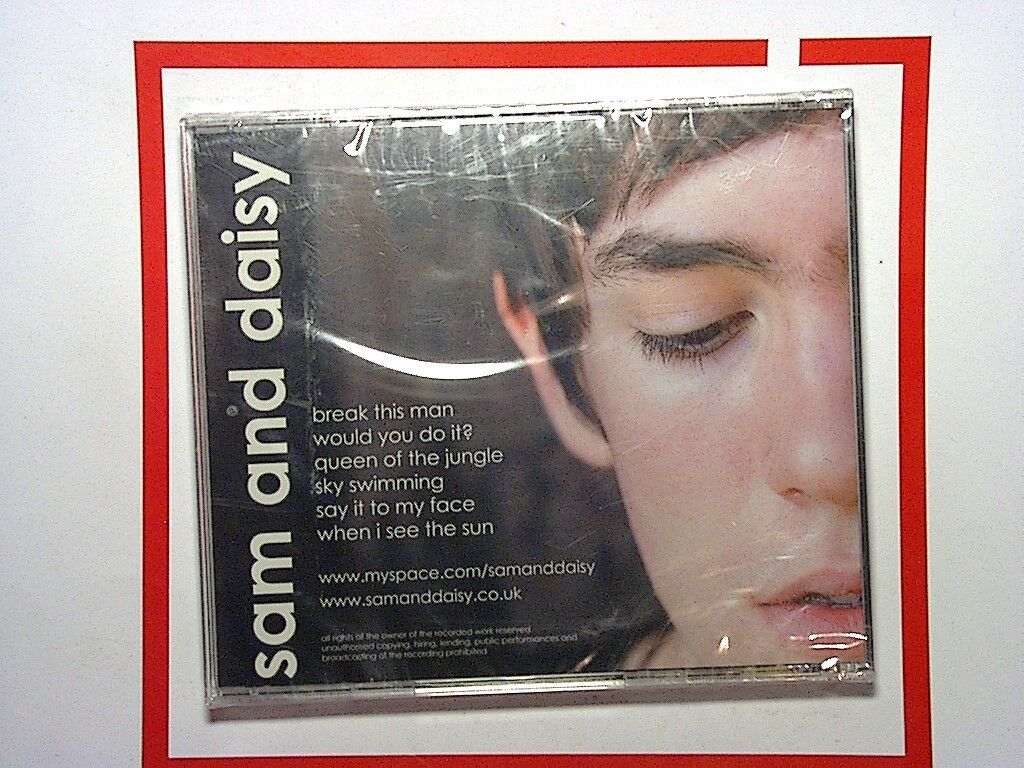 sam and daisy
break this man
would you do it?
queen of the jungle
sky swimming
say it to my face
when i see the sun
www.myspace.com/samanddaisy
www.samanddaisy.co.uk
all rights of the owner of the recorded work reserved
unauthorised copying, hiring, lending, public performances and
broadcasting of the recording prohibited